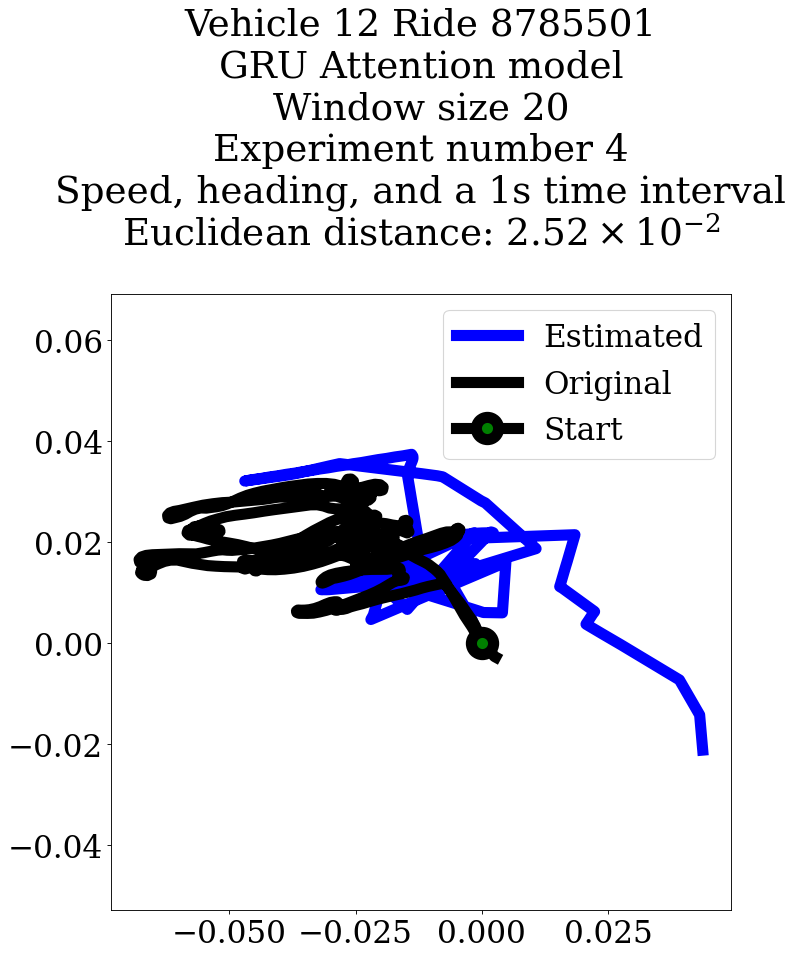 Vehicle 12 Ride 8785501
GRU Attention model
Window size 20
Experiment number 4
Speed, heading, and a 1s time interval
Euclidean distance: 2.52 × 10⁻²
Estimated
Original
Start
0.06
0.04
0.02
0.00
−0.02
−0.04
−0.050
−0.025
0.000
0.025